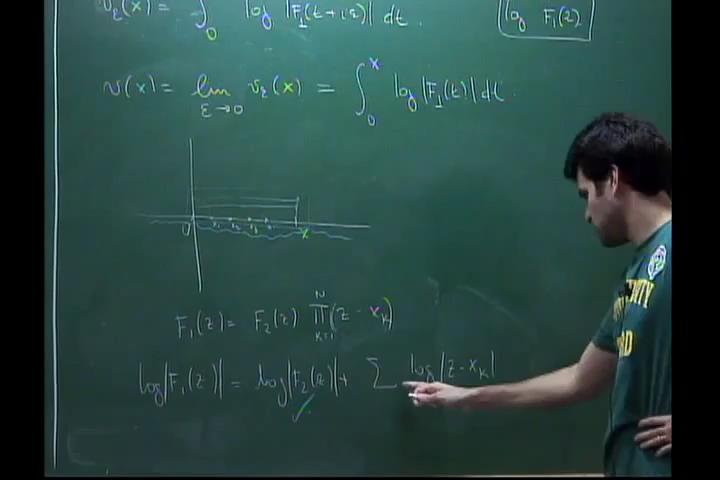 v_ε(x) = ∫_0 log |F_1(t+iε)| dt.
log F_1(z)
v(x) = lim_{ε→0} v_ε(x) = ∫_0^x log|F_1(t)| dt.
0 x
F_1(z) = F_2(z) ∏_{k=1}^N (z - x_k)
log|F_1(z)| = log|F_2(z)| + ∑ log|z - x_k|